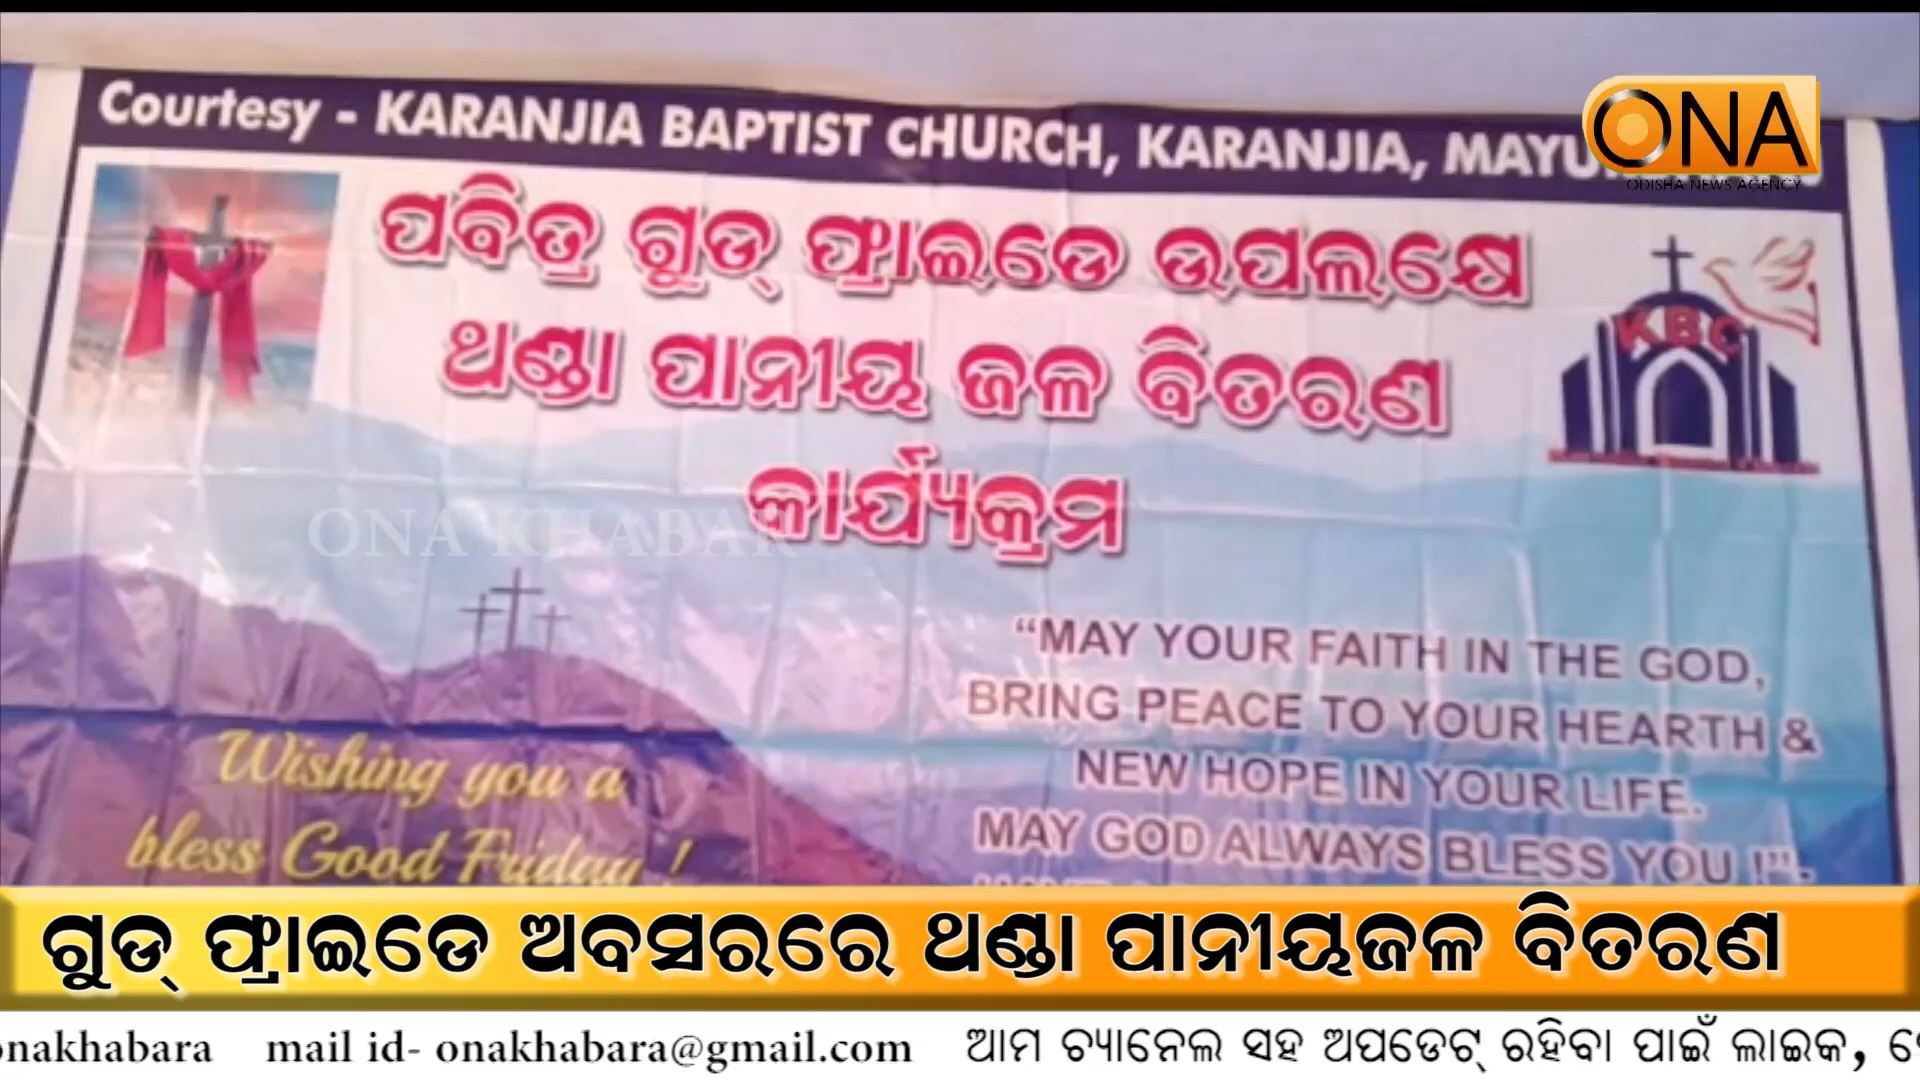 Courtesy - KARANJIA BAPTIST CHURCH, KARANJIA,
ONA
ODISHA NEWS AGENCY
ପବିତ୍ର ଗୁଡ୍ ଫ୍ରାଇଡେ ଉପଲକ୍ଷେ
ଥଣ୍ଡା ପାନୀୟ ଜଳ ବିତରଣ
କାର୍ଯ୍ୟକ୍ରମ
KBC
ONA KHABAR
“MAY YOUR FAITH IN THE GOD,
BRING PEACE TO YOUR HEARTH &
NEW HOPE IN YOUR LIFE.
MAY GOD ALWAYS BLESS YOU !”.
Wishing you a
bless Good Friday !
ଗୁଡ୍ ଫ୍ରାଇଡେ ଅବସରରେ ଥଣ୍ଡା ପାନୀୟଜଳ ବିତରଣ
onakhabara mail id- onakhabara@gmail.com ଆମ ଚ୍ୟାନେଲ ସହ ଅପଡେଟ୍ ରହିବା ପାଇଁ ଲାଇକ,